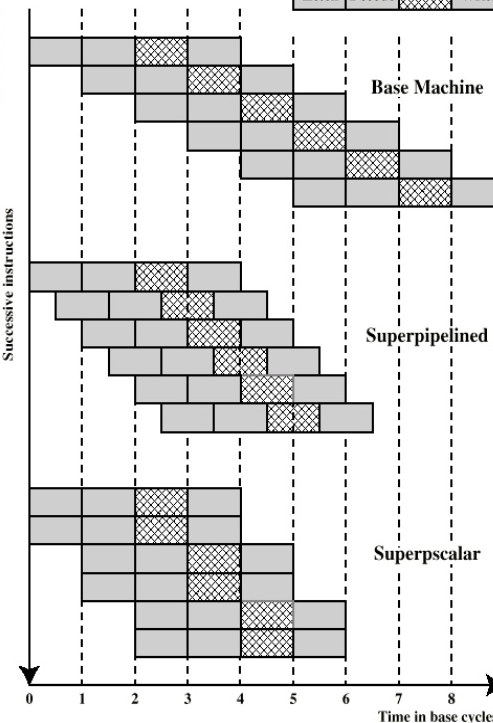 Base Machine
Successive instructions
Superpipelined
Superpscalar
0 1 2 3 4 5 6 7 8
Time in base cycles